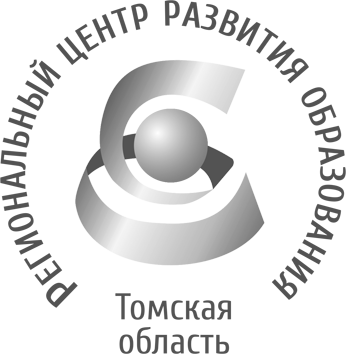 РЕГИОНАЛЬНЫЙ ЦЕНТР РАЗВИТИЯ ОБРАЗОВАНИЯ
Томская
область